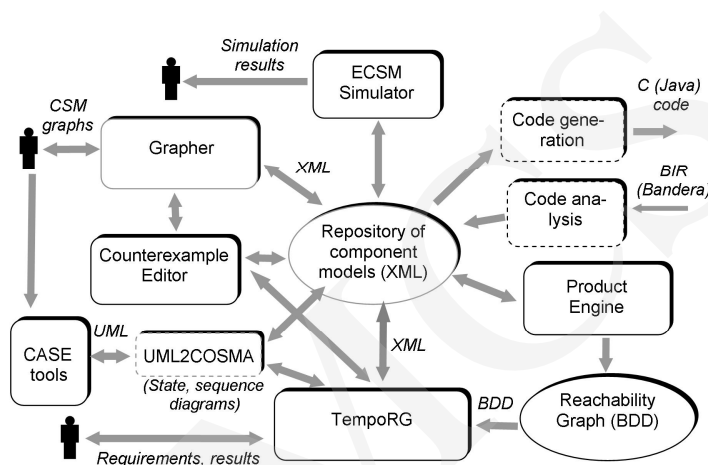 Simulation
results
ECSM
Simulator
C (Java)
code
CSM
graphs
Code gene-
ration
Grapher
XML
BIR
(Bandera)
Code ana-
lysis
Repository of
component
models (XML)
Counterexample
Editor
Product
Engine
UML
CASE
tools
UML2COSMA
XML
(State, sequence
diagrams)
BDD
Reachability
Graph (BDD)
TempoRG
Requirements, results